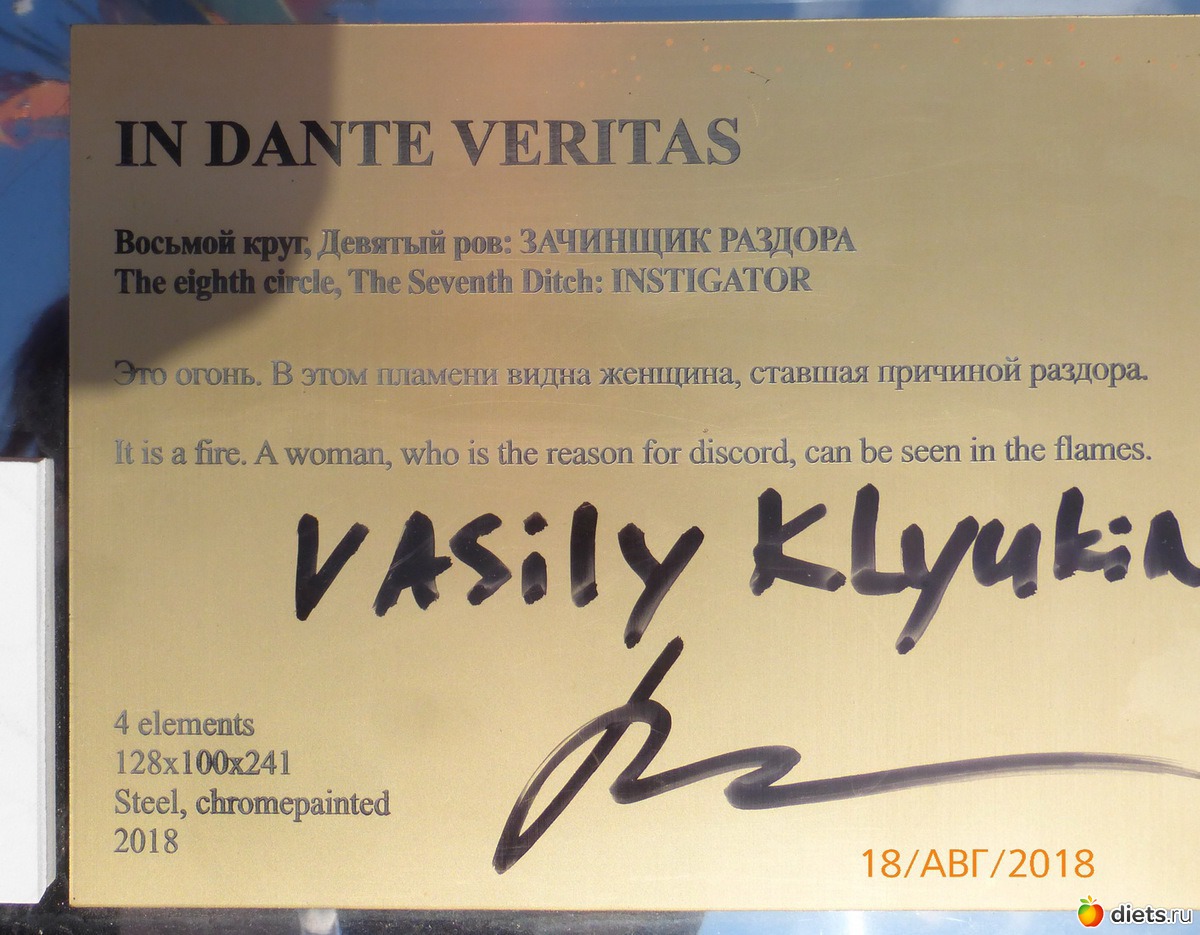 IN DANTE VERITAS
Восьмой круг, Девятый ров: ЗАЧИНЩИК РАЗДОРА
The eighth circle, The Seventh Ditch: INSTIGATOR
Это огонь. В этом пламени видна женщина, ставшая причиной раздора.
It is a fire. A woman, who is the reason for discord, can be seen in the flames.
VASily KLyukin
4 elements
128x100x241
Steel, chromepainted
2018
18/АВГ/2018
diets.ru